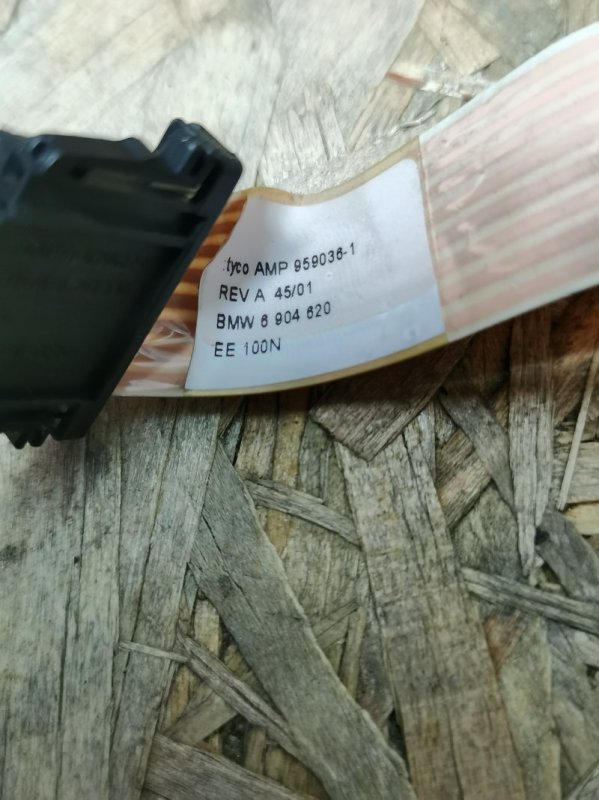 tyco AMP 959036-1
REV A 45/01
BMW 6 904 620
EE 100N